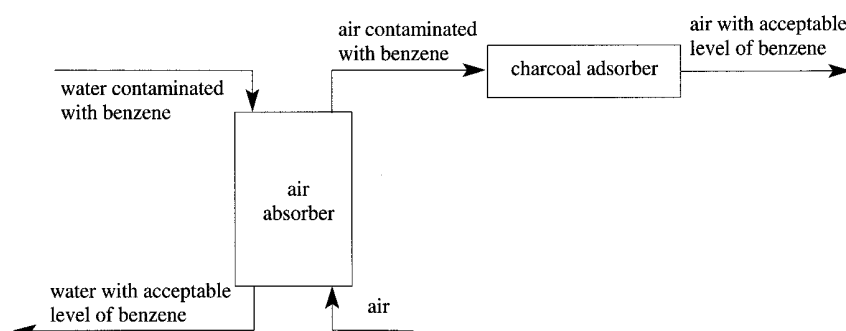 air contaminated
with benzene
air with acceptable
level of benzene
charcoal adsorber
water contaminated
with benzene
air
absorber
water with acceptable
level of benzene
air